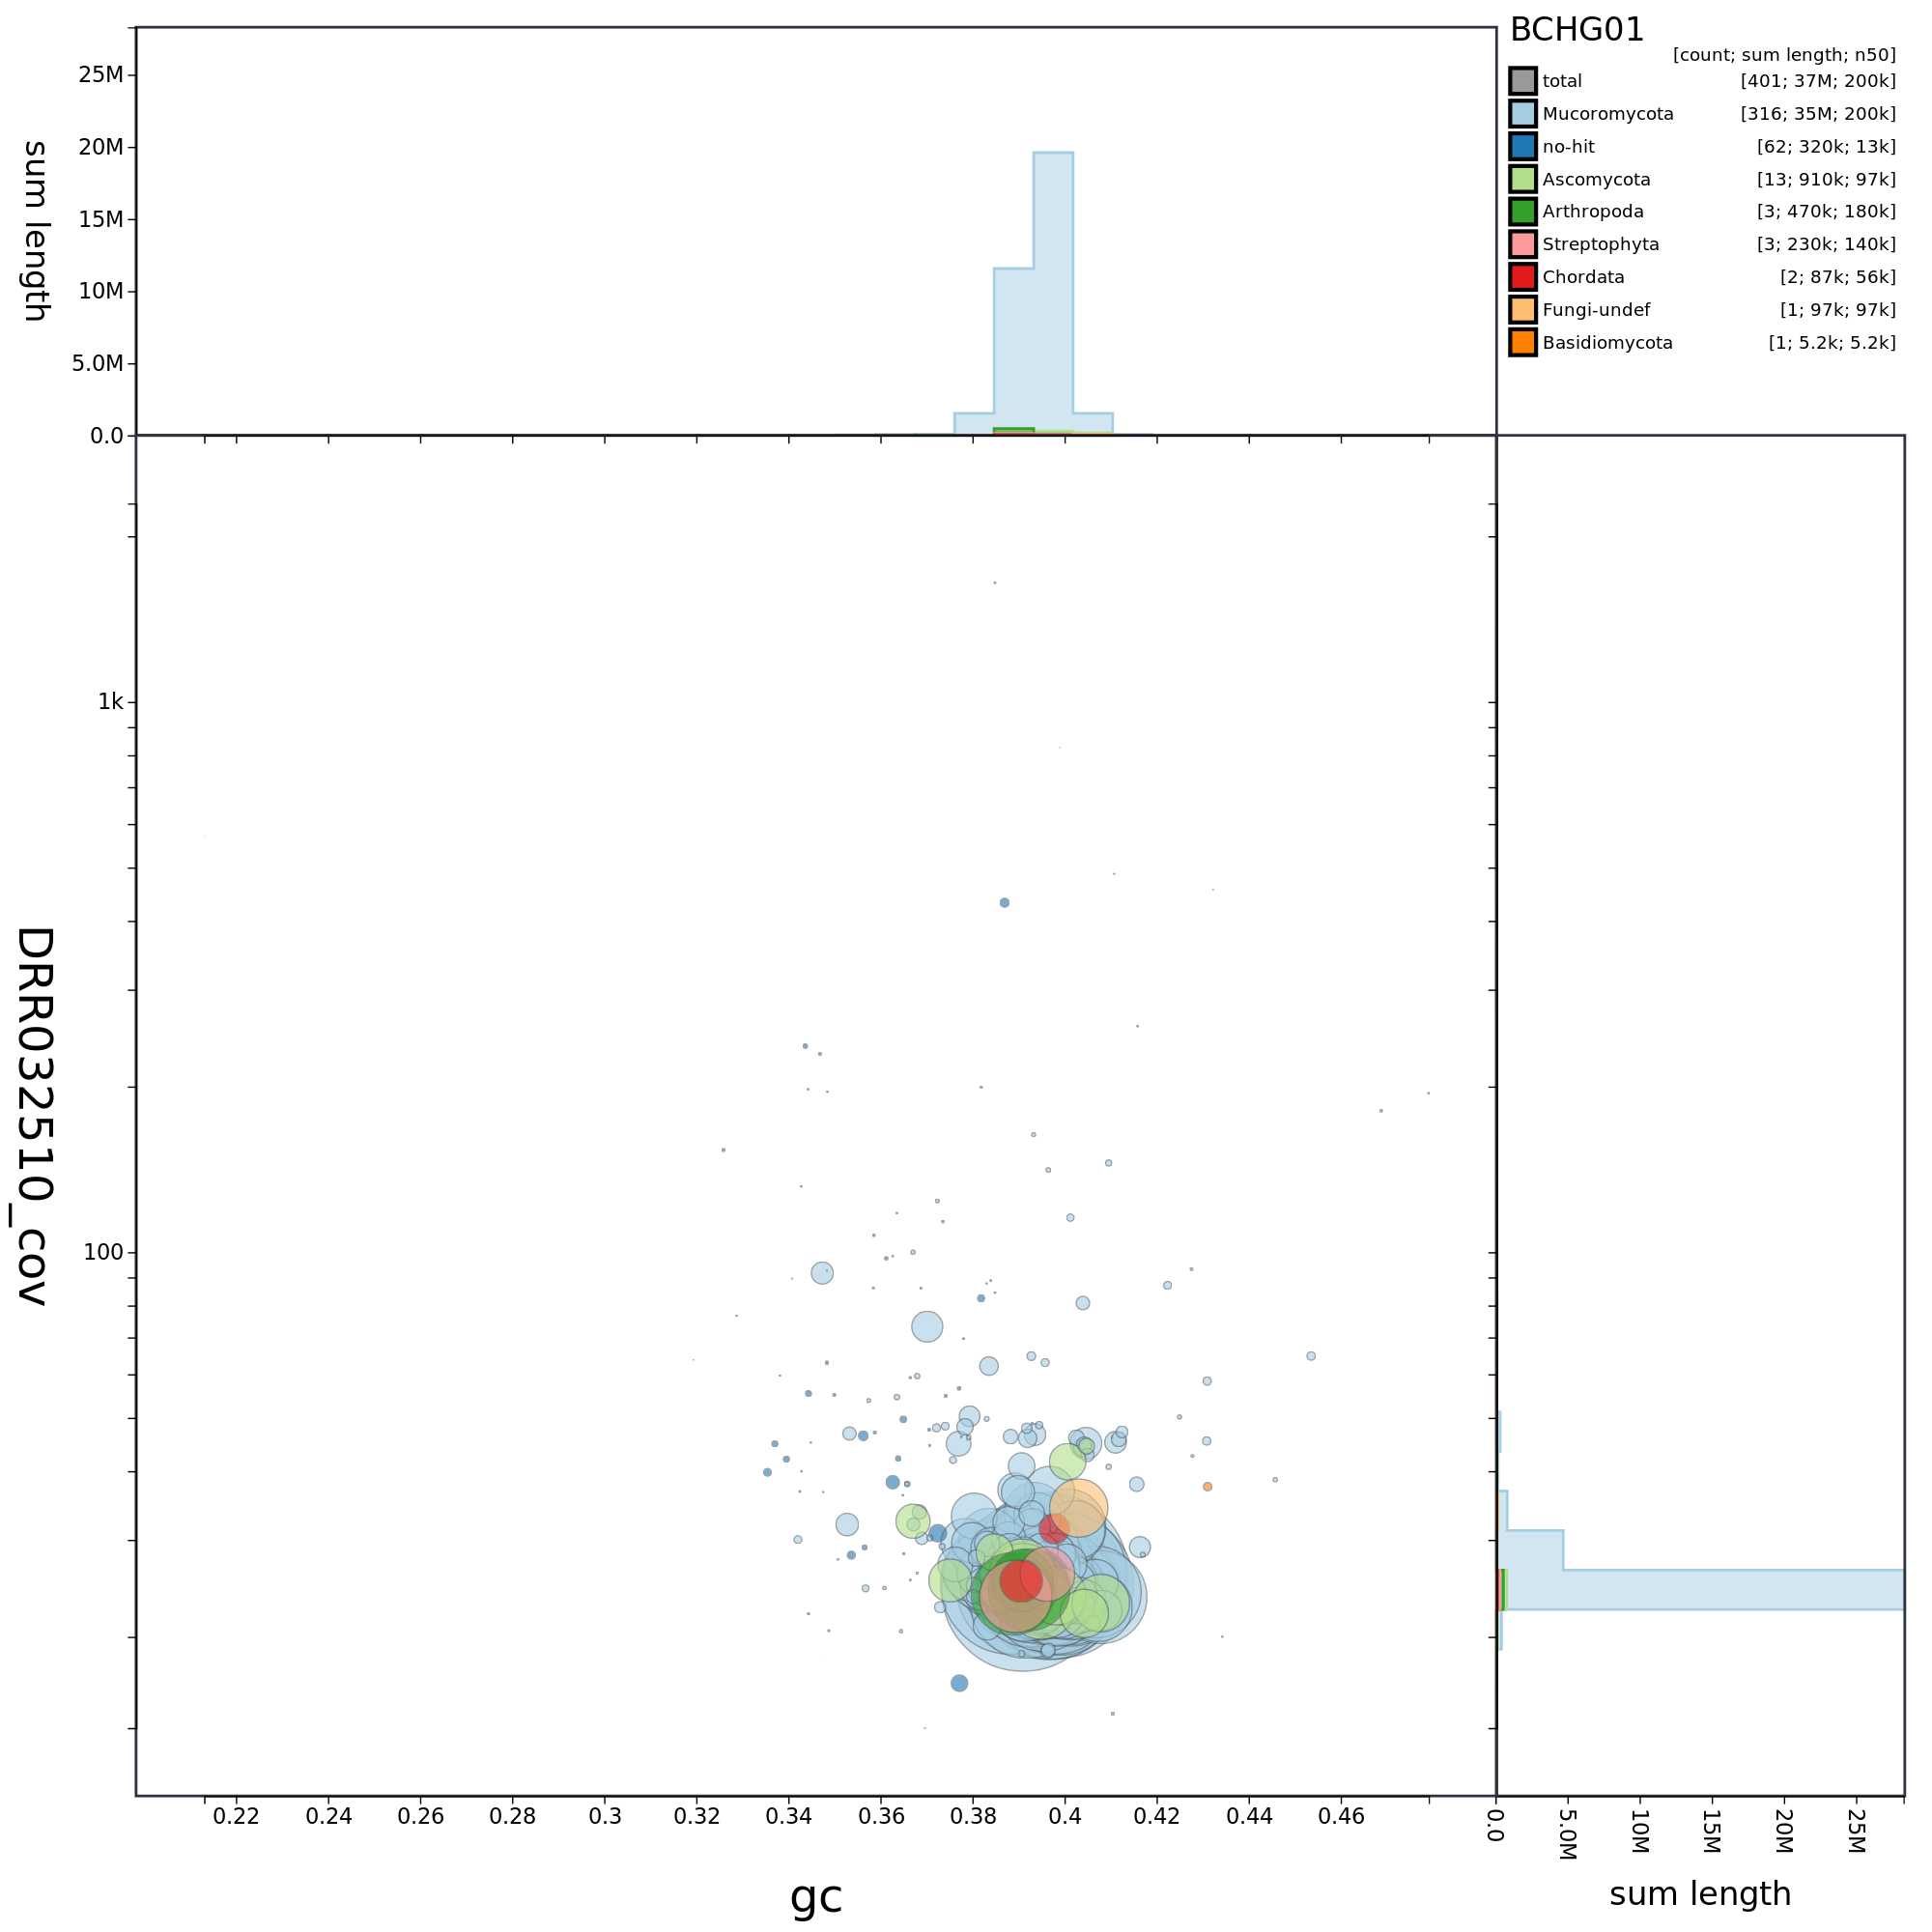 BCHG01
[count; sum length; n50]
total [401; 37M; 200k]
Mucoromycota [316; 35M; 200k]
no-hit [62; 320k; 13k]
Ascomycota [13; 910k; 97k]
Arthropoda [3; 470k; 180k]
Streptophyta [3; 230k; 140k]
Chordata [2; 87k; 56k]
Fungi-undef [1; 97k; 97k]
Basidiomycota [1; 5.2k; 5.2k]
sum length
25M
20M
15M
10M
5.0M
0.0
DRR032510_cov
1k
100
0.22 0.24 0.26 0.28 0.3 0.32 0.34 0.36 0.38 0.4 0.42 0.44 0.46
gc
0.0 5.0M 10M 15M 20M 25M
sum length